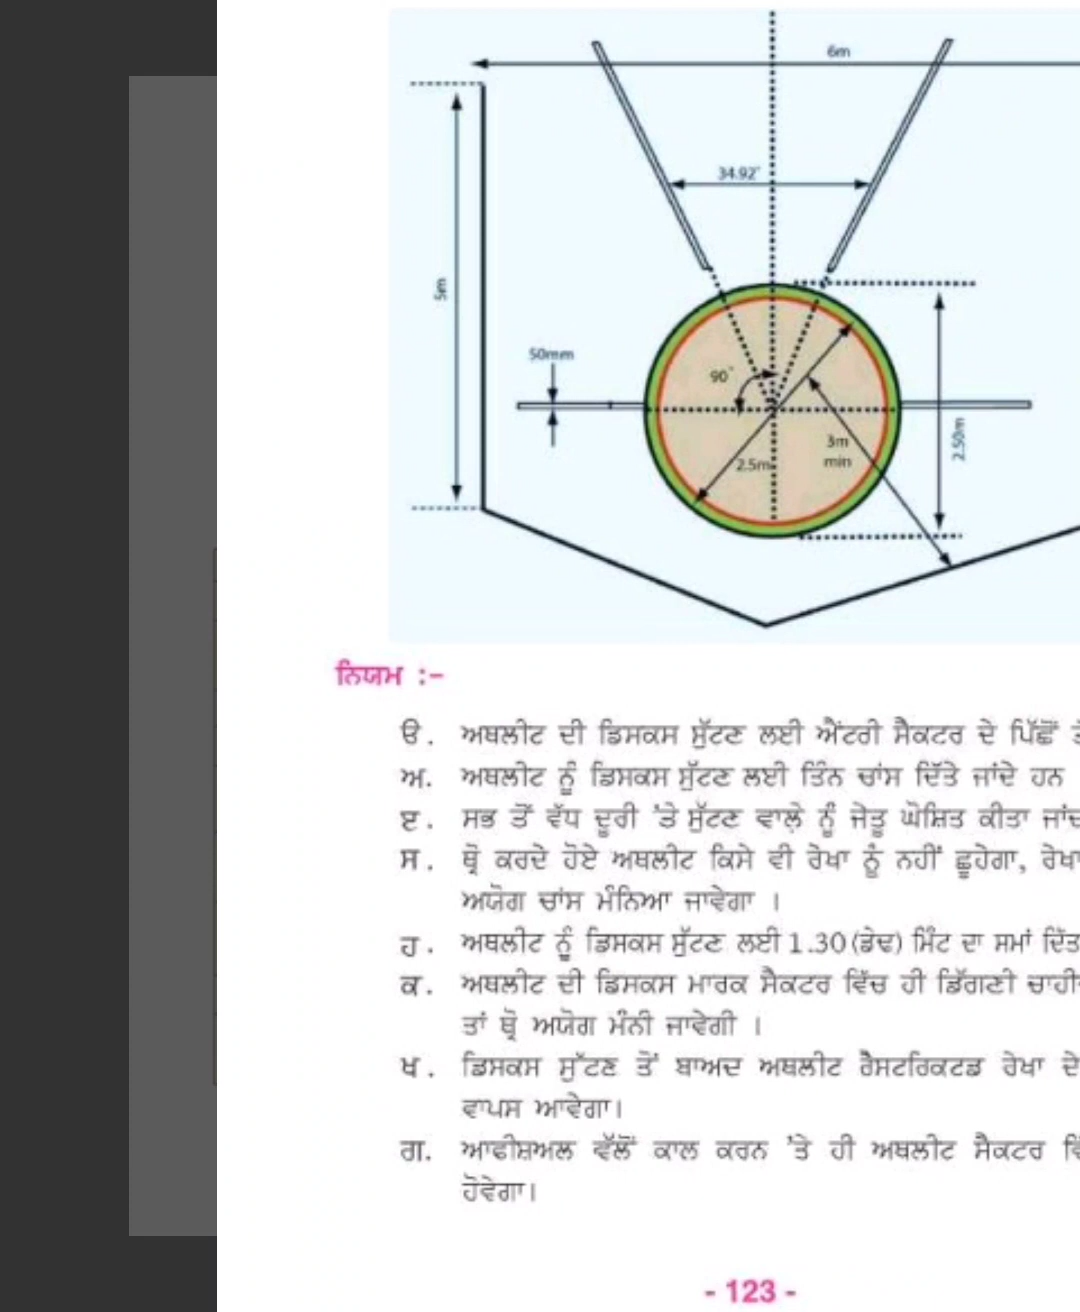 6m
34.92°
5m
50mm
90°
3m
min
2.5m
2.50m
ਨਿਯਮ :-
ੳ. ਅਥਲੀਟ ਦੀ ਡਿਸਕਸ ਸੁੱਟਣ ਲਈ ਐਂਟਰੀ ਸੈਕਟਰ ਦੇ ਪਿੱਛੋਂ
ਅ. ਅਥਲੀਟ ਨੂੰ ਡਿਸਕਸ ਸੁੱਟਣ ਲਈ ਤਿੰਨ ਚਾਂਸ ਦਿੱਤੇ ਜਾਂਦੇ ਹਨ
ੲ. ਸਭ ਤੋਂ ਵੱਧ ਦੂਰੀ 'ਤੇ ਸੁੱਟਣ ਵਾਲੇ ਨੂੰ ਜੇਤੂ ਘੋਸ਼ਿਤ ਕੀਤਾ
ਸ. ਥ੍ਰੋ ਕਰਦੇ ਹੋਏ ਅਥਲੀਟ ਕਿਸੇ ਵੀ ਰੇਖਾ ਨੂੰ ਨਹੀਂ ਛੂਹੇਗਾ, ਰੇਖਾ
ਅਯੋਗ ਚਾਂਸ ਮੰਨਿਆ ਜਾਵੇਗਾ ।
ਹ. ਅਥਲੀਟ ਨੂੰ ਡਿਸਕਸ ਸੁੱਟਣ ਲਈ 1.30(ਡੇਢ) ਮਿੰਟ ਦਾ ਸਮਾਂ
ਕ. ਅਥਲੀਟ ਦੀ ਡਿਸਕਸ ਮਾਰਕ ਸੈਕਟਰ ਵਿੱਚ ਹੀ ਡਿੱਗਣੀ
ਤਾਂ ਥ੍ਰੋ ਅਯੋਗ ਮੰਨੀ ਜਾਵੇਗੀ ।
ਖ. ਡਿਸਕਸ ਸੁੱਟਣ ਤੋਂ ਬਾਅਦ ਅਥਲੀਟ ਰੈਸਟਰਿਕਟਡ ਰੇਖਾ ਦੇ
ਵਾਪਸ ਆਵੇਗਾ।
ਗ. ਆਫੀਸ਼ਅਲ ਵੱਲੋਂ ਕਾਲ ਕਰਨ 'ਤੇ ਹੀ ਅਥਲੀਟ ਸੈਕਟਰ
ਹੋਵੇਗਾ।
- 123 -